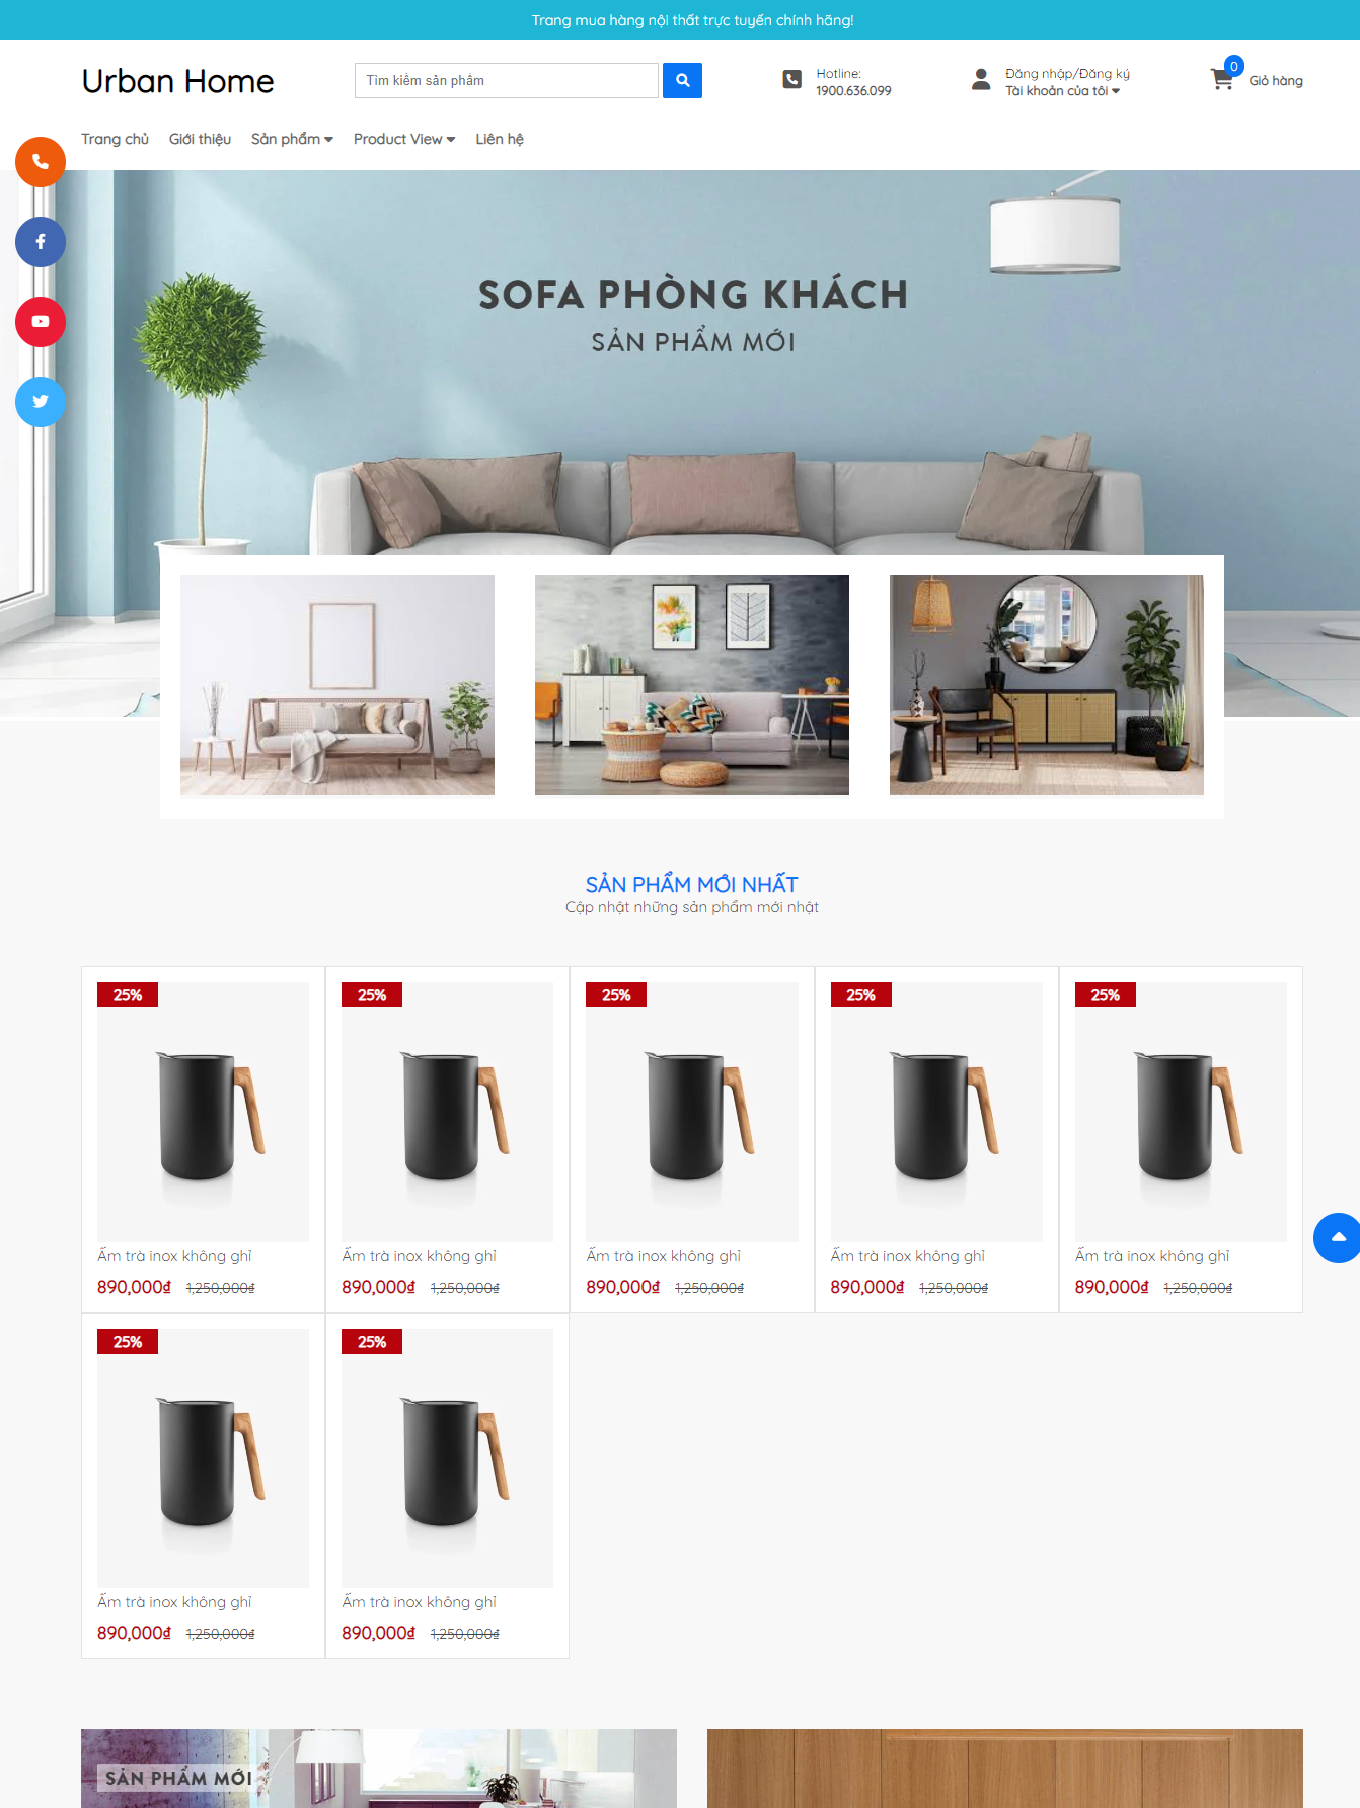 Trang mua hàng nội thất trực tuyến chính hãng!
Urban Home
Tìm kiếm sản phẩm
Hotline:
1900.636.099
Đăng nhập/Đăng ký
Tài khoản của tôi
0
Giỏ hàng
Trang chủ Giới thiệu Sản phẩm Product View Liên hệ
SOFA PHÒNG KHÁCH
SẢN PHẨM MỚI
SẢN PHẨM MỚI NHẤT
Cập nhật những sản phẩm mới nhật
25% 25% 25% 25% 25%
Ấm trà inox không ghỉ Ấm trà inox không ghỉ Ấm trà inox không ghỉ Ấm trà inox không ghỉ Ấm trà inox không ghỉ
890,000₫ 1,250,000₫ 890,000₫ 1,250,000₫ 890,000₫ 1,250,000₫ 890,000₫ 1,250,000₫ 890,000₫ 1,250,000₫
25% 25%
Ấm trà inox không ghỉ Ấm trà inox không ghỉ
890,000₫ 1,250,000₫ 890,000₫ 1,250,000₫
SẢN PHẨM MỚI